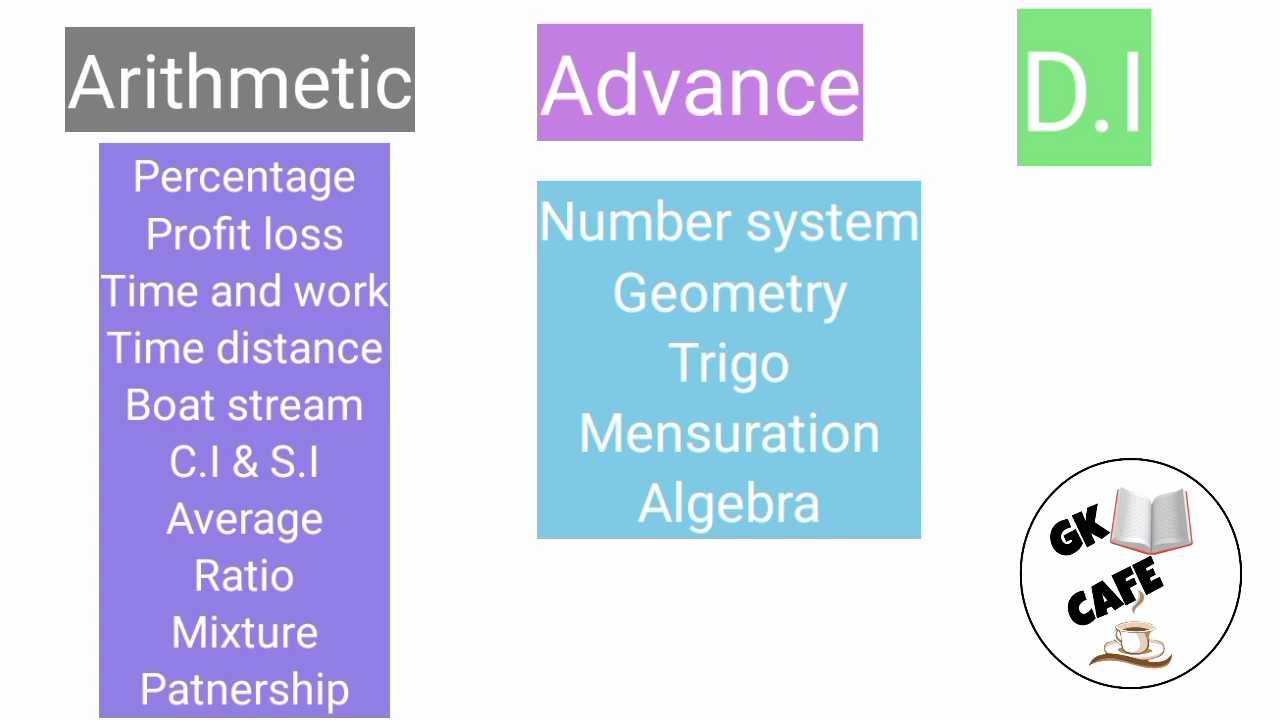 Arithmetic
Percentage
Profit loss
Time and work
Time distance
Boat stream
C.I & S.I
Average
Ratio
Mixture
Patnership
Advance
Number system
Geometry
Trigo
Mensuration
Algebra
D.I
GK
CAFE